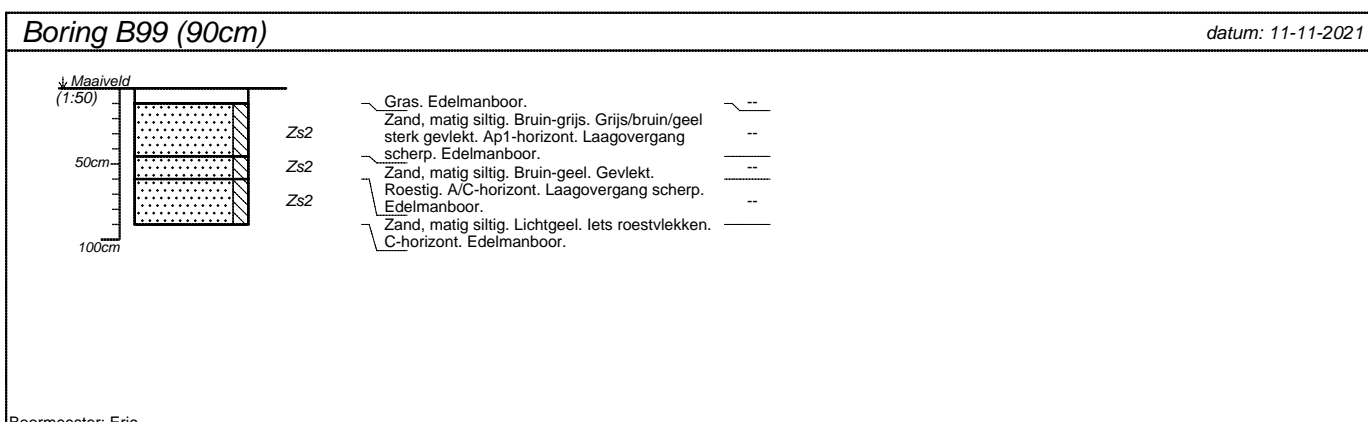 Boring B99 (90cm)
datum: 11-11-2021
Maaiveld
(1:50)
50cm
100cm
Zs2
Zs2
Zs2
Gras. Edelmanboor.
Zand, matig siltig. Bruin-grijs. Grijs/bruin/geel
sterk gevlekt. Ap1-horizont. Laagovergang
scherp. Edelmanboor.
Zand, matig siltig. Bruin-geel. Gevlekt.
Roestig. A/C-horizont. Laagovergang scherp.
Edelmanboor.
Zand, matig siltig. Lichtgeel. Iets roestvlekken.
C-horizont. Edelmanboor.
--
--
--
--
Boormeester: Eric